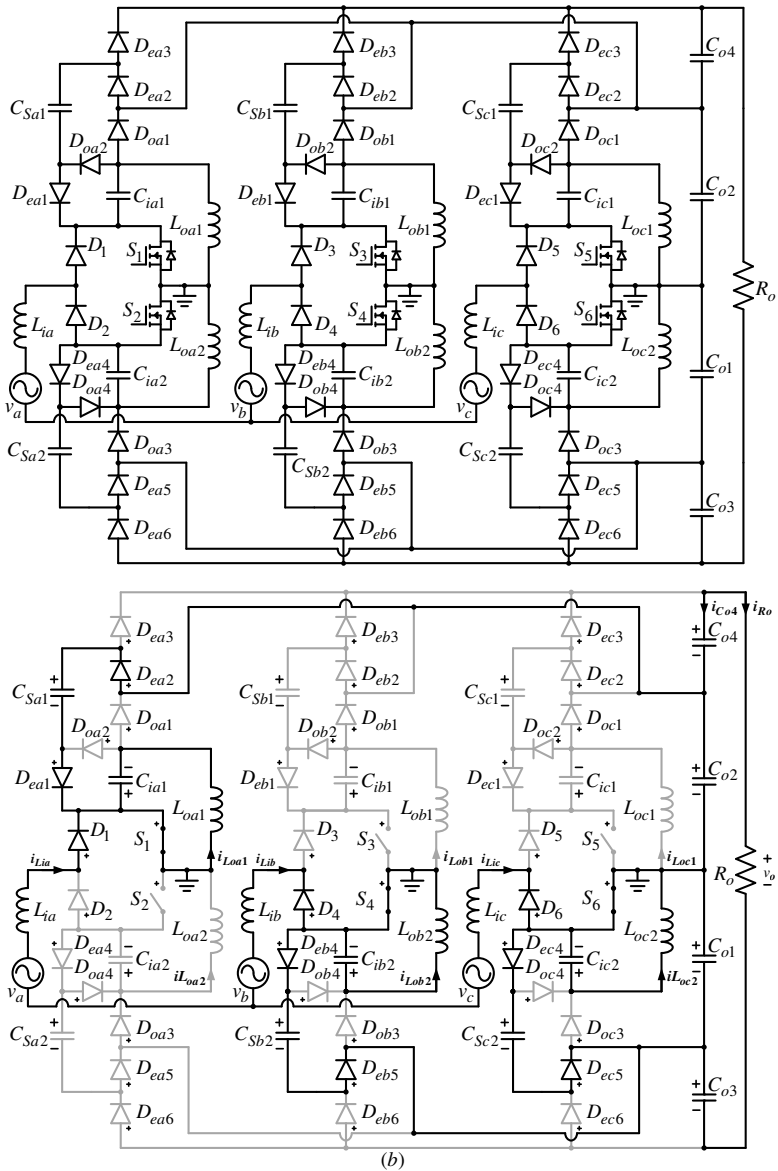 D_ea3 D_eb3 D_ec3 C_o4
C_Sa1 D_ea2 C_Sb1 D_eb2 C_Sc1 D_ec2
D_oa2 D_oa1 D_ob2 D_ob1 D_oc2 D_oc1
D_ea1 C_ia1 D_eb1 C_ib1 D_ec1 C_ic1 C_o2
L_oa1 L_ob1 L_oc1
D_1 S_1 D_3 S_3 D_5 S_5
R_o
L_ia D_2 S_2 L_ib D_4 S_4 L_ic D_6 S_6
L_oa2 L_ob2 L_oc2
D_ea4 D_eb4 D_ec4 C_o1
D_oa4 C_ia2 D_ob4 C_ib2 D_oc4 C_ic2
v_a v_b v_c
D_oa3 D_ob3 D_oc3
C_Sa2 C_Sb2 C_Sc2
D_ea5 D_eb5 D_ec5
C_o3
D_ea6 D_eb6 D_ec6
i_Co4 i_Ro
D_ea3 D_eb3 D_ec3 + C_o4 −
C_Sa1 + − D_ea2 C_Sb1 + − D_eb2 C_Sc1 + − D_ec2
D_oa2 D_oa1 D_ob2 D_ob1 D_oc2 D_oc1
D_ea1 − C_ia1 + D_eb1 − C_ib1 + D_ec1 − C_ic1 + + C_o2 −
L_oa1 L_ob1 L_oc1
D_1 S_1 D_3 S_3 D_5 S_5
i_Lia i_Loa1 i_Lib i_Lob1 i_Lic i_Loc1 R_o + v_o −
L_ia D_2 S_2 L_ib D_4 S_4 L_ic D_6 S_6
L_oa2 L_ob2 L_oc2
D_ea4 D_eb4 D_ec4 + C_o1 −
D_oa4 − C_ia2 + i_Loa2 D_ob4 − C_ib2 + i_Lob2 D_oc4 − C_ic2 + i_Loc2
v_a v_b v_c
D_oa3 D_ob3 D_oc3
C_Sa2 + − C_Sb2 + − C_Sc2 + −
D_ea5 D_eb5 D_ec5
+ C_o3 −
D_ea6 D_eb6 D_ec6
(b)